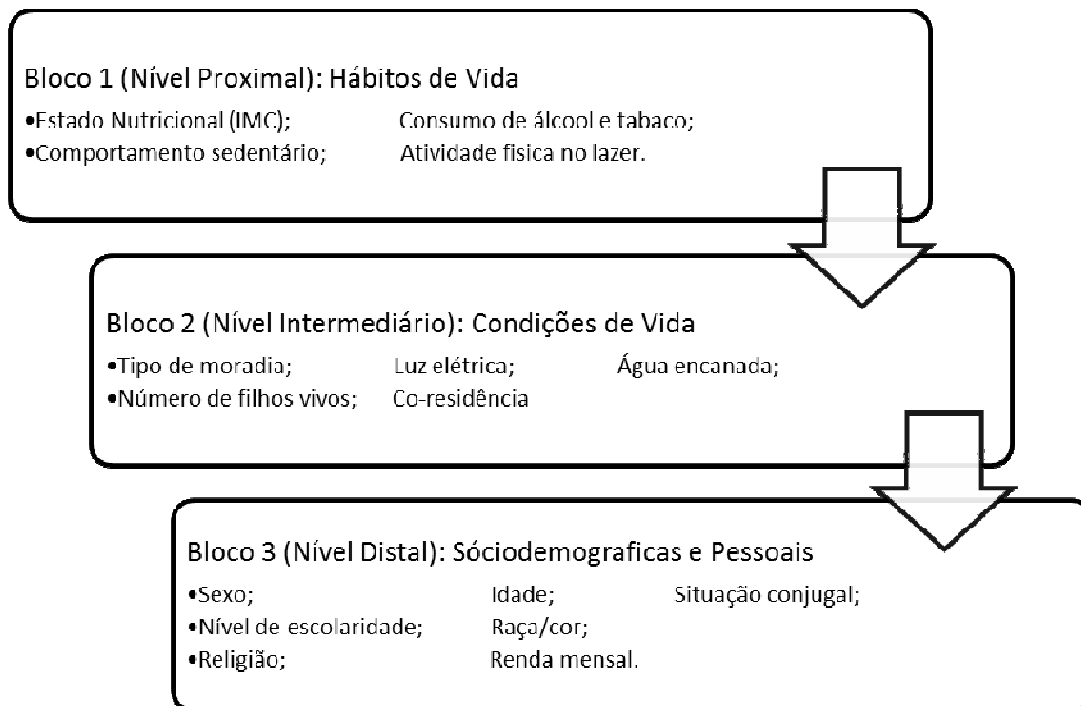 Bloco 1 (Nível Proximal): Hábitos de Vida
•Estado Nutricional (IMC); Consumo de álcool e tabaco;
•Comportamento sedentário; Atividade fisica no lazer.
Bloco 2 (Nível Intermediário): Condições de Vida
•Tipo de moradia; Luz elétrica; Água encanada;
•Número de filhos vivos; Co-residência
Bloco 3 (Nível Distal): Sóciodemograficas e Pessoais
•Sexo; Idade; Situação conjugal;
•Nível de escolaridade; Raça/cor;
•Religião; Renda mensal.